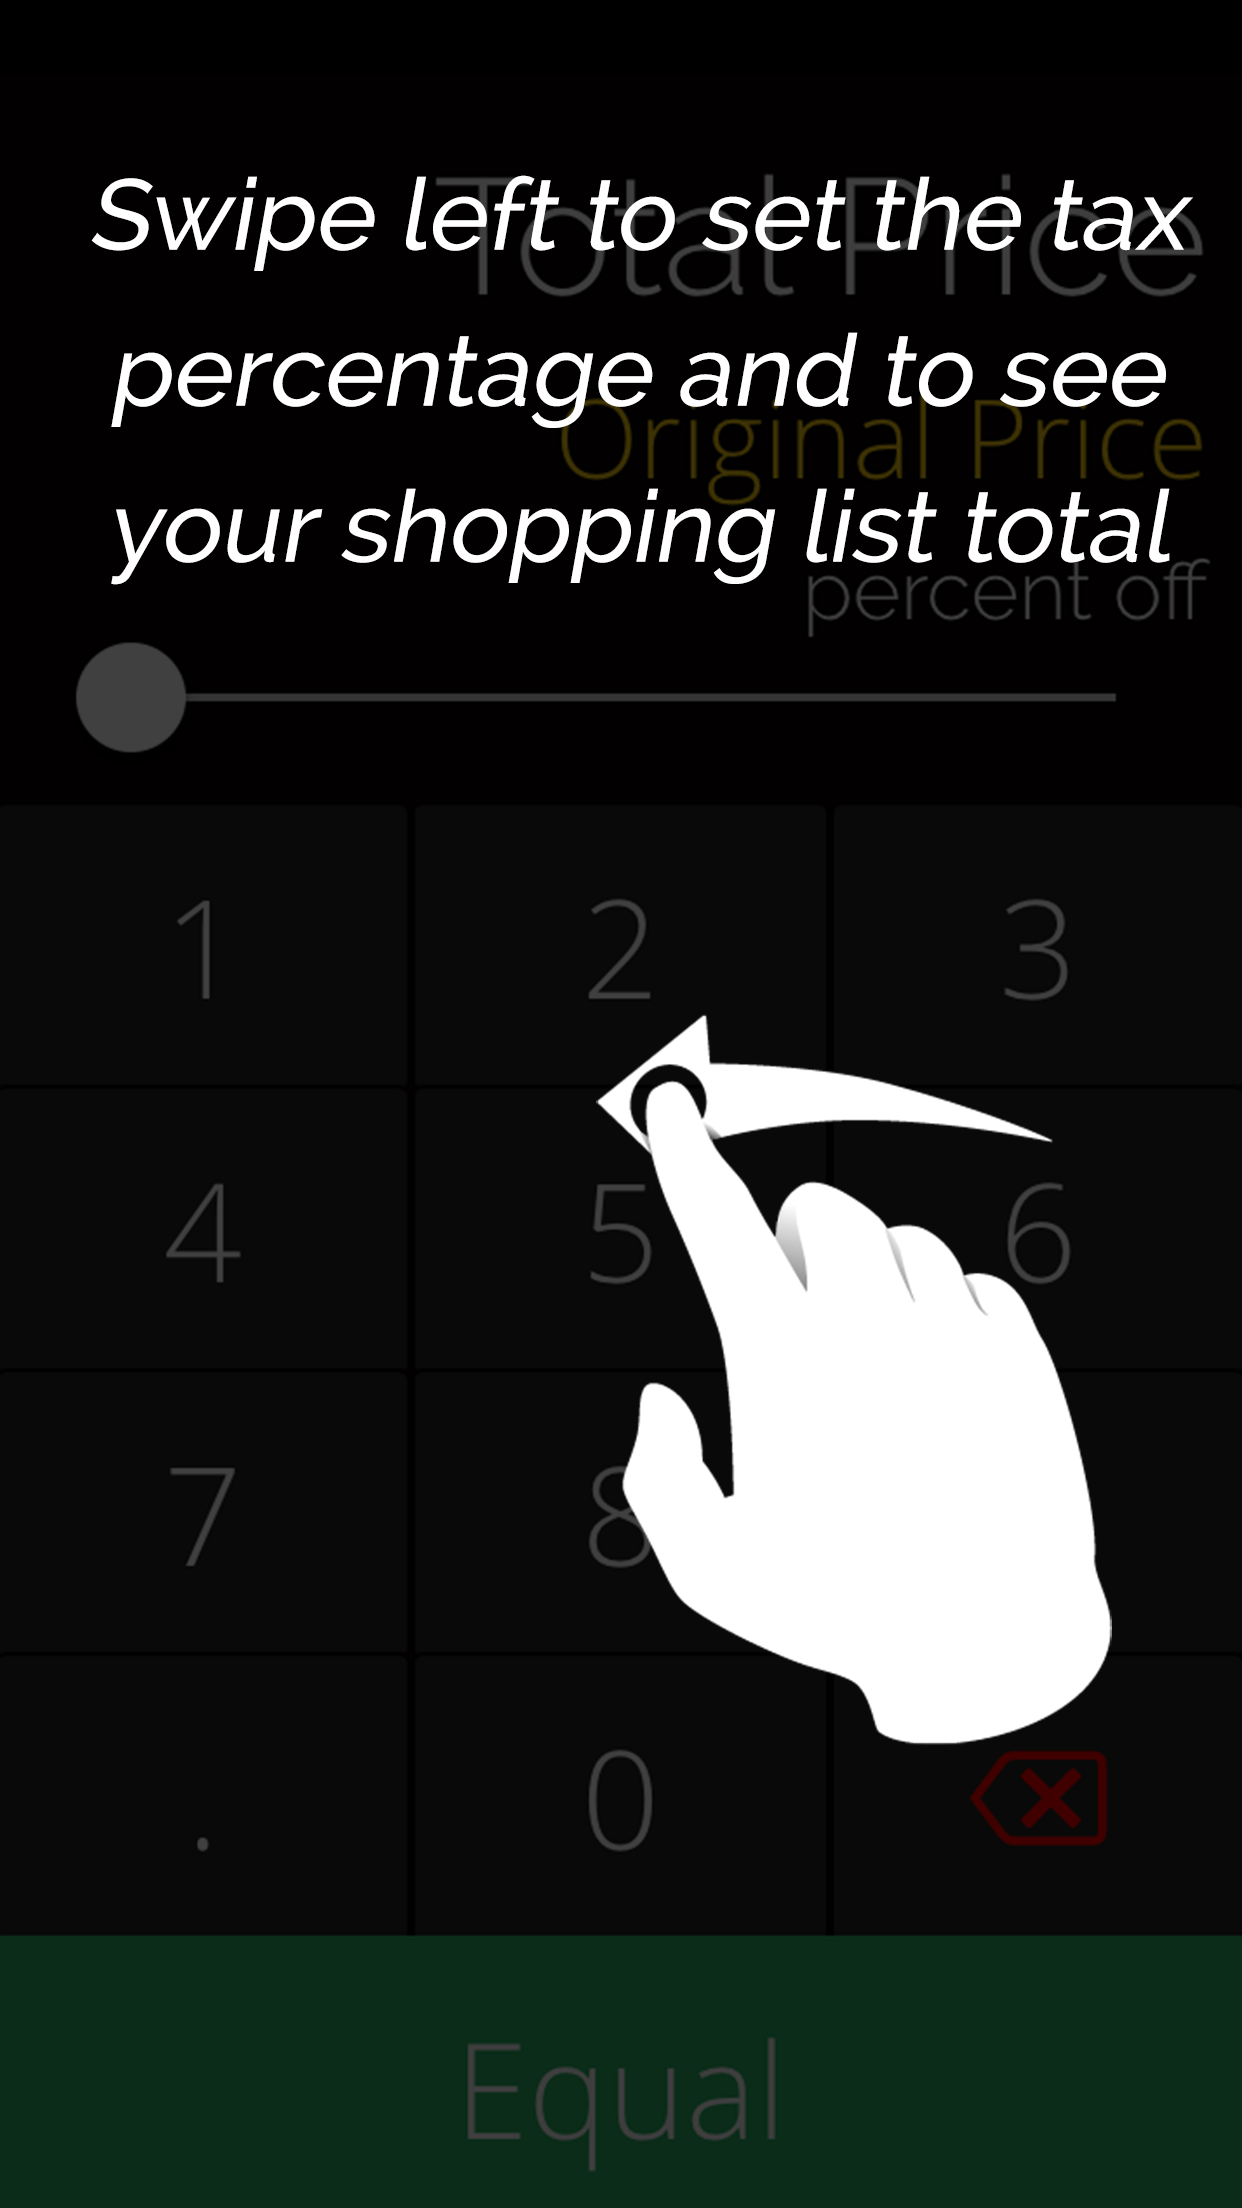 Swipe left to set the tax
Total Price
percentage and to see
Original Price
your shopping list total
percent off
1 2 3
4 5 6
7 8
. 0
Equal